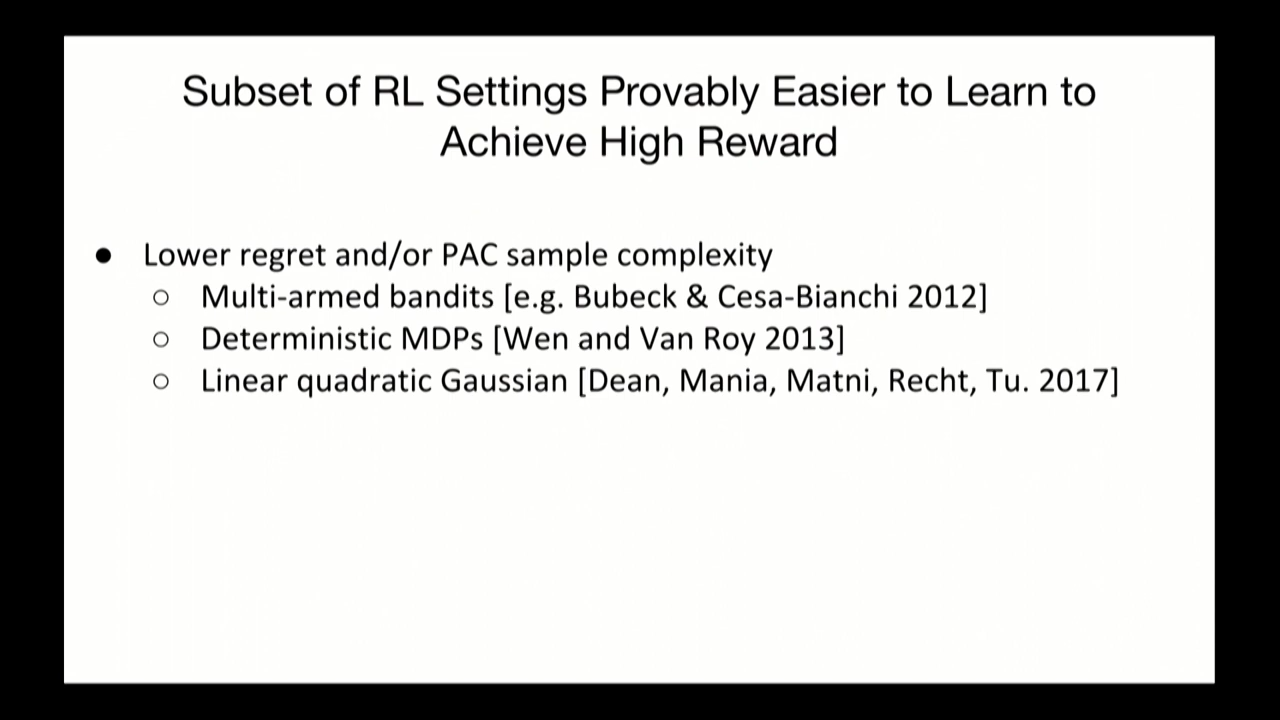 Subset of RL Settings Provably Easier to Learn to
Achieve High Reward
● Lower regret and/or PAC sample complexity
○ Multi-armed bandits [e.g. Bubeck & Cesa-Bianchi 2012]
○ Deterministic MDPs [Wen and Van Roy 2013]
○ Linear quadratic Gaussian [Dean, Mania, Matni, Recht, Tu. 2017]